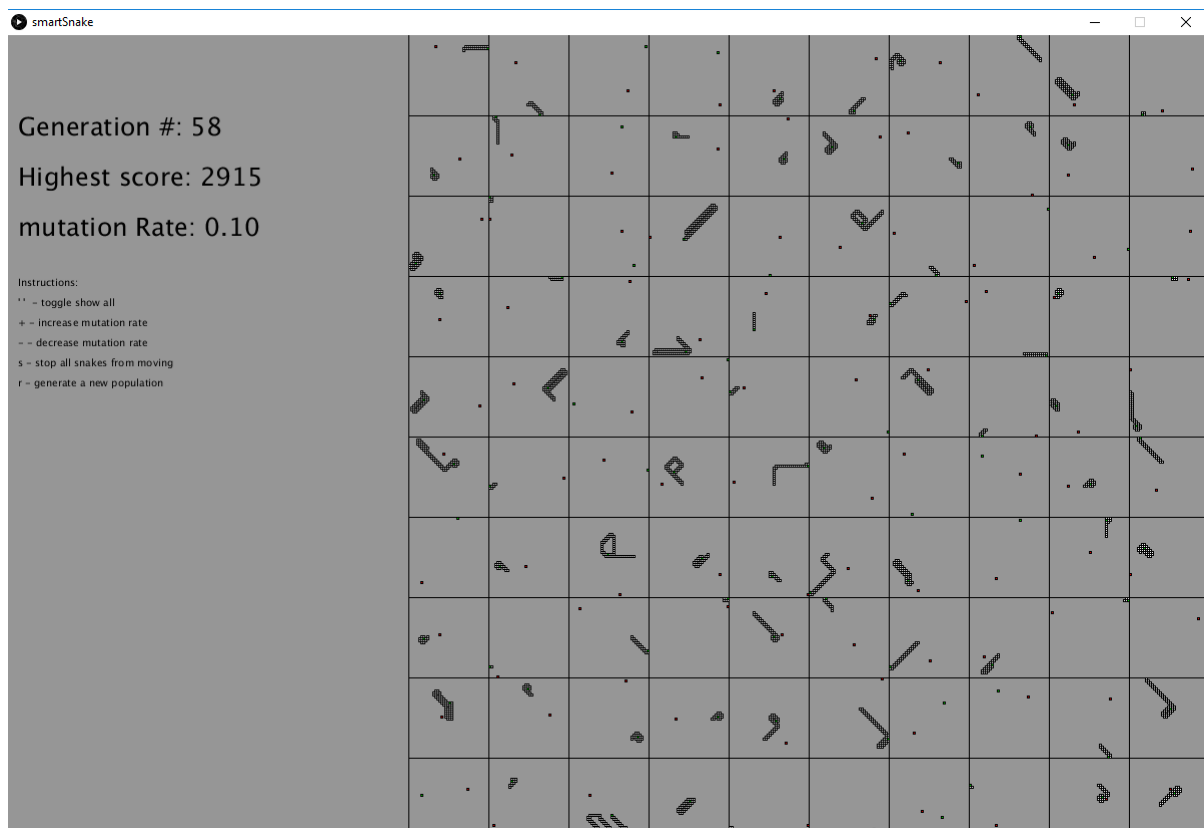 smartSnake
Generation #: 58
Highest score: 2915
mutation Rate: 0.10
Instructions:
' ' - toggle show all
+ - increase mutation rate
- - decrease mutation rate
s - stop all snakes from moving
r - generate a new population